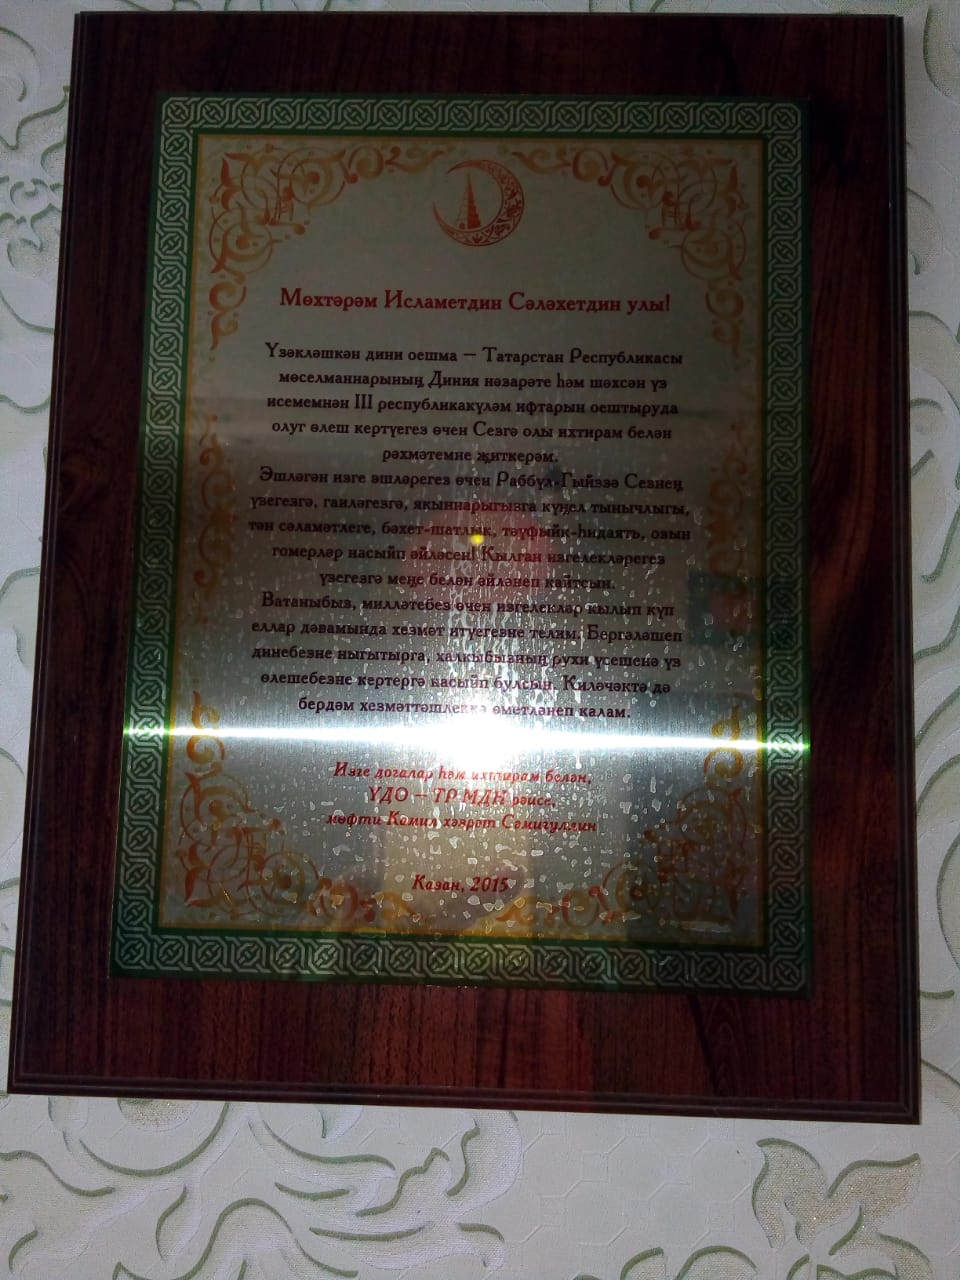 Мөхтәрәм Исламетдин Сәләхетдин улы!
Үзәкләшкән дини оешма – Татарстан Республикасы
мөселманнарының Диния нәзарәте һәм шәхсән үз
исемемнән III республикакүләм ифтарын оештыруда
олуг өлеш кертүегез өчен Сезгә олы ихтирам белән
рәхмәтемне җиткерәм.
Эшләгән изге эшләрегез өчен Раббул-Гыйззә Сезнең
үзегезгә, гаиләгезгә, якыннарыгызга күңел тынычлыгы,
тән сәламәтлеге, бәхет-шатлык, тәүфыйк-һидаять, озын
гомерләр насыйп әйләсен! Кылган изгелекләрегез
үзегезгә мең белән әйләнеп кайтсын.
Ватаныбыз, милләтебез өчен изгелекләр кылып күп
еллар дәвамында хезмәт итүегезне телим. Бергәләшеп
динебезне ныгытырга, халкыбызның рухи үсешенә үз
өлешебезне кертергә насыйп булсын. Киләчәктә дә
бердәм хезмәттәшлеккә өметләнеп калам.
Изге догалар һәм ихтирам белән,
ҮДО – ТР МДН рәисе,
мөфти Камил хәзрәт Сәмигуллин
Казан, 2015